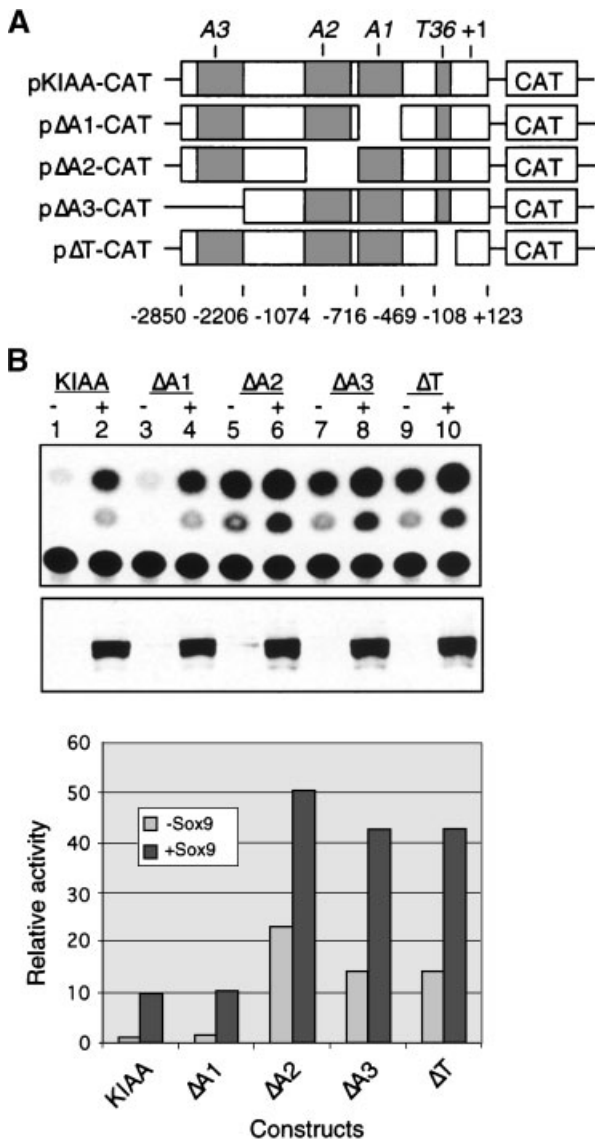 A
A3 A2 A1 T36 +1
pKIAA-CAT CAT
pΔA1-CAT CAT
pΔA2-CAT CAT
pΔA3-CAT CAT
pΔT-CAT CAT
-2850 -2206 -1074 -716 -469 -108 +123
B
KIAA ΔA1 ΔA2 ΔA3 ΔT
- + - + - + - + - +
1 2 3 4 5 6 7 8 9 10
60
50
40
30
20
10
0
Relative activity
-Sox9
+Sox9
KIAA ΔA1 ΔA2 ΔA3 ΔT
Constructs